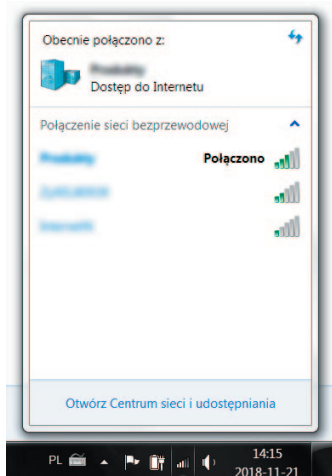 Obecnie połączono z:
Dostęp do Internetu
Połączenie sieci bezprzewodowej
Połączono
Otwórz Centrum sieci i udostępniania
PL
14:15
2018-11-21